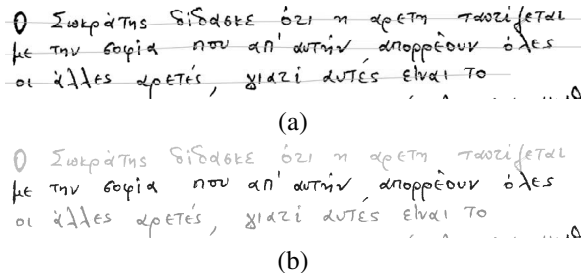 Ο Σωκράτης δίδασκε ότι η αρετη ταυτίζεται
με την σοφία που απ' αυτήν απορρέουν όλες
οι άλλες αρετές, γιατί αυτές είναι το
(a)
Ο Σωκράτης δίδασκε ότι η αρετη ταυτίζεται
με την σοφία που απ' αυτήν απορρέουν όλες
οι άλλες αρετές, γιατί αυτές είναι το
(b)